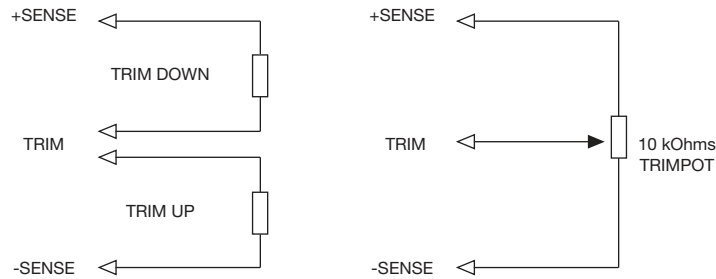 +SENSE
TRIM DOWN
TRIM
TRIM UP
-SENSE
+SENSE
TRIM
10 kOhms
TRIMPOT
-SENSE